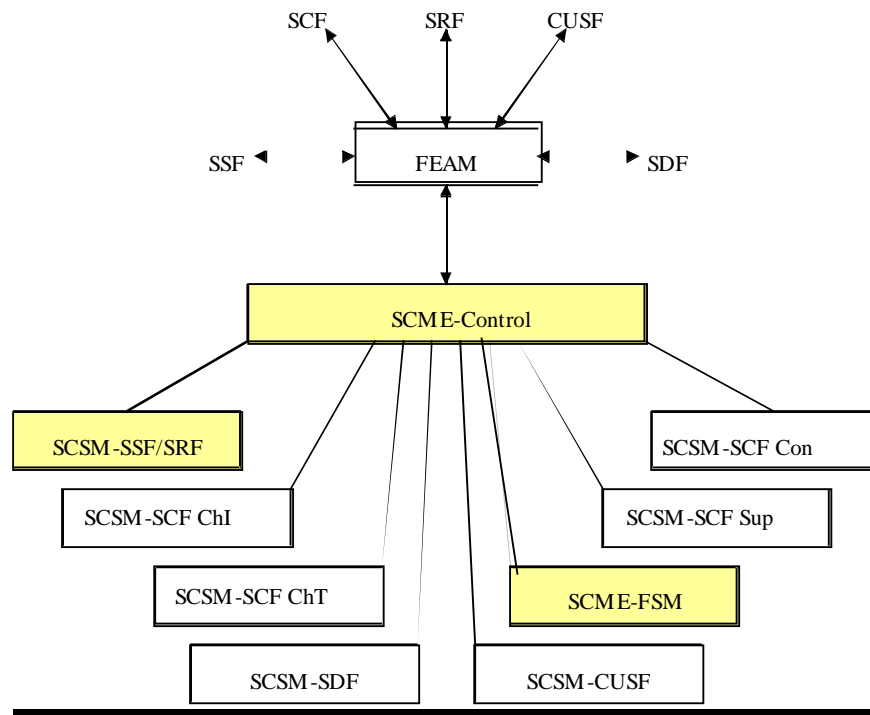 SCF SRF CUSF
SSF FEAM SDF
SCME-Control
SCSM-SSF/SRF SCSM-SCF Con
SCSM-SCF ChI SCSM-SCF Sup
SCSM-SCF ChT SCME-FSM
SCSM-SDF SCSM-CUSF